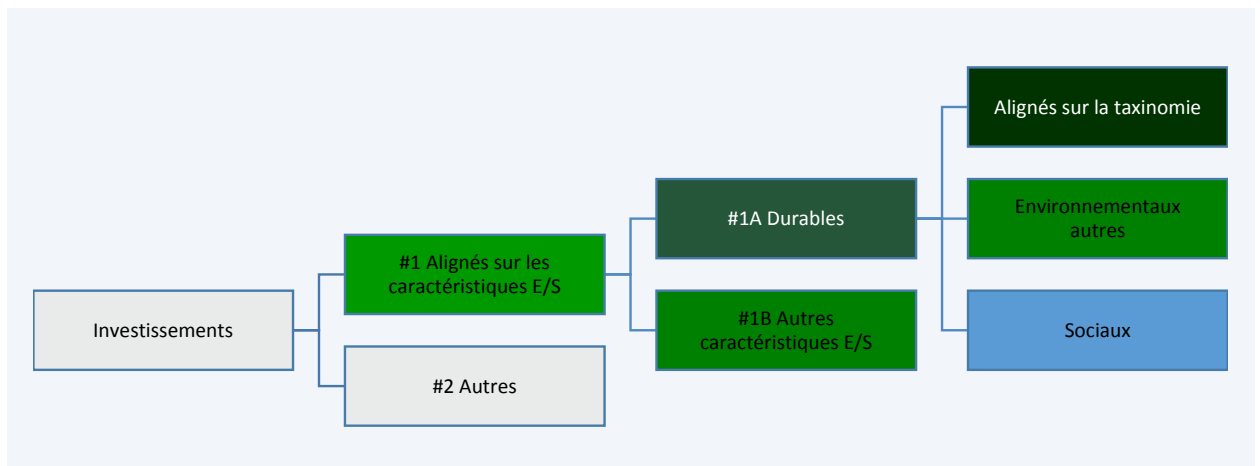 Investissements
#1 Alignés sur les
caractéristiques E/S
#2 Autres
#1A Durables
#1B Autres
caractéristiques E/S
Alignés sur la taxinomie
Environnementaux
autres
Sociaux